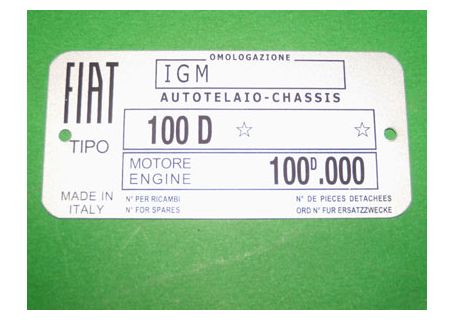 OMOLOGAZIONE
FIAT IGM
AUTOTELAIO-CHASSIS
TIPO 100 D ☆ ☆
MOTORE
ENGINE 100D.000
MADE IN
ITALY
N° PER RICAMBI
N° FOR SPARES
N° DE PIECES DETACHEES
ORD N° FUR ERSATZZWECKE